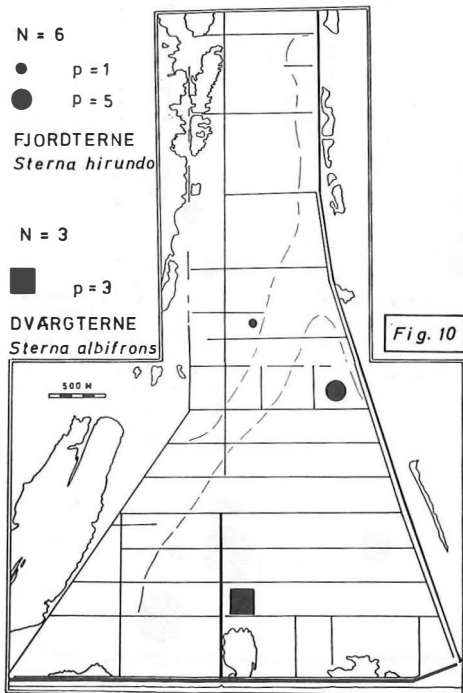 N = 6
p = 1
p = 5
FJORDTERNE
Sterna hirundo
N = 3
p = 3
DVÆRGTERNE
Sterna albifrons
Fig. 10
500 M